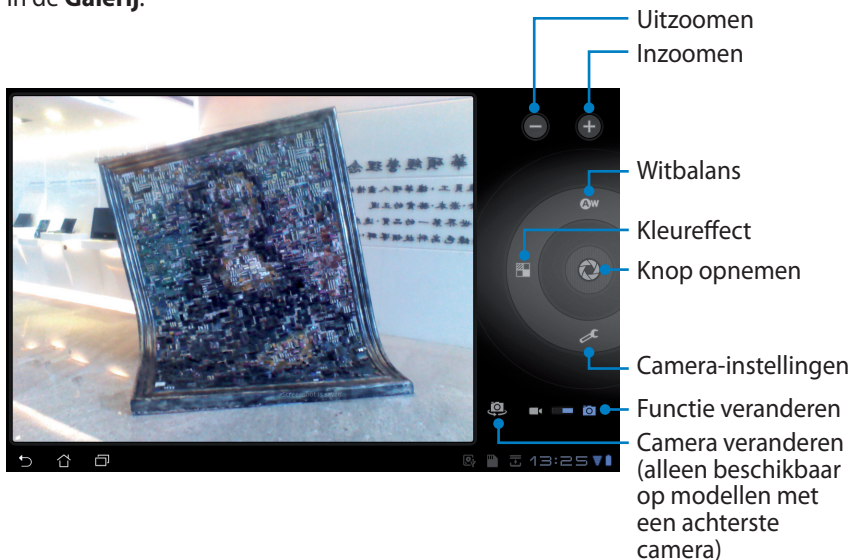 in de Galerij.
Uitzoomen
Inzoomen
Witbalans
Kleureffect
Knop opnemen
Camera-instellingen
Functie veranderen
Camera veranderen
(alleen beschikbaar
op modellen met
een achterste
camera)
AW
13:25